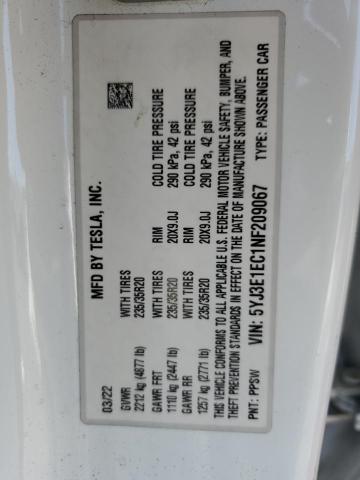 MFD BY TESLA, INC.
03/22
GVWR WITH TIRES RIM COLD TIRE PRESSURE
2212 kg (4877 lb) 235/35R20 20X9.0J 290 kPa, 42 psi
GAWR FRT WITH TIRES RIM COLD TIRE PRESSURE
1110 kg (2447 lb) 235/35R20 20X9.0J 290 kPa, 42 psi
GAWR RR WITH TIRES
1257 kg (2771 lb) 235/35R20
THIS VEHICLE CONFORMS TO ALL APPLICABLE U.S. FEDERAL MOTOR VEHICLE SAFETY, BUMPER, AND
THEFT PREVENTION STANDARDS IN EFFECT ON THE DATE OF MANUFACTURE SHOWN ABOVE.
VIN: 5YJ3E1EC1NF209067 TYPE: PASSENGER CAR
PNT: PPSW